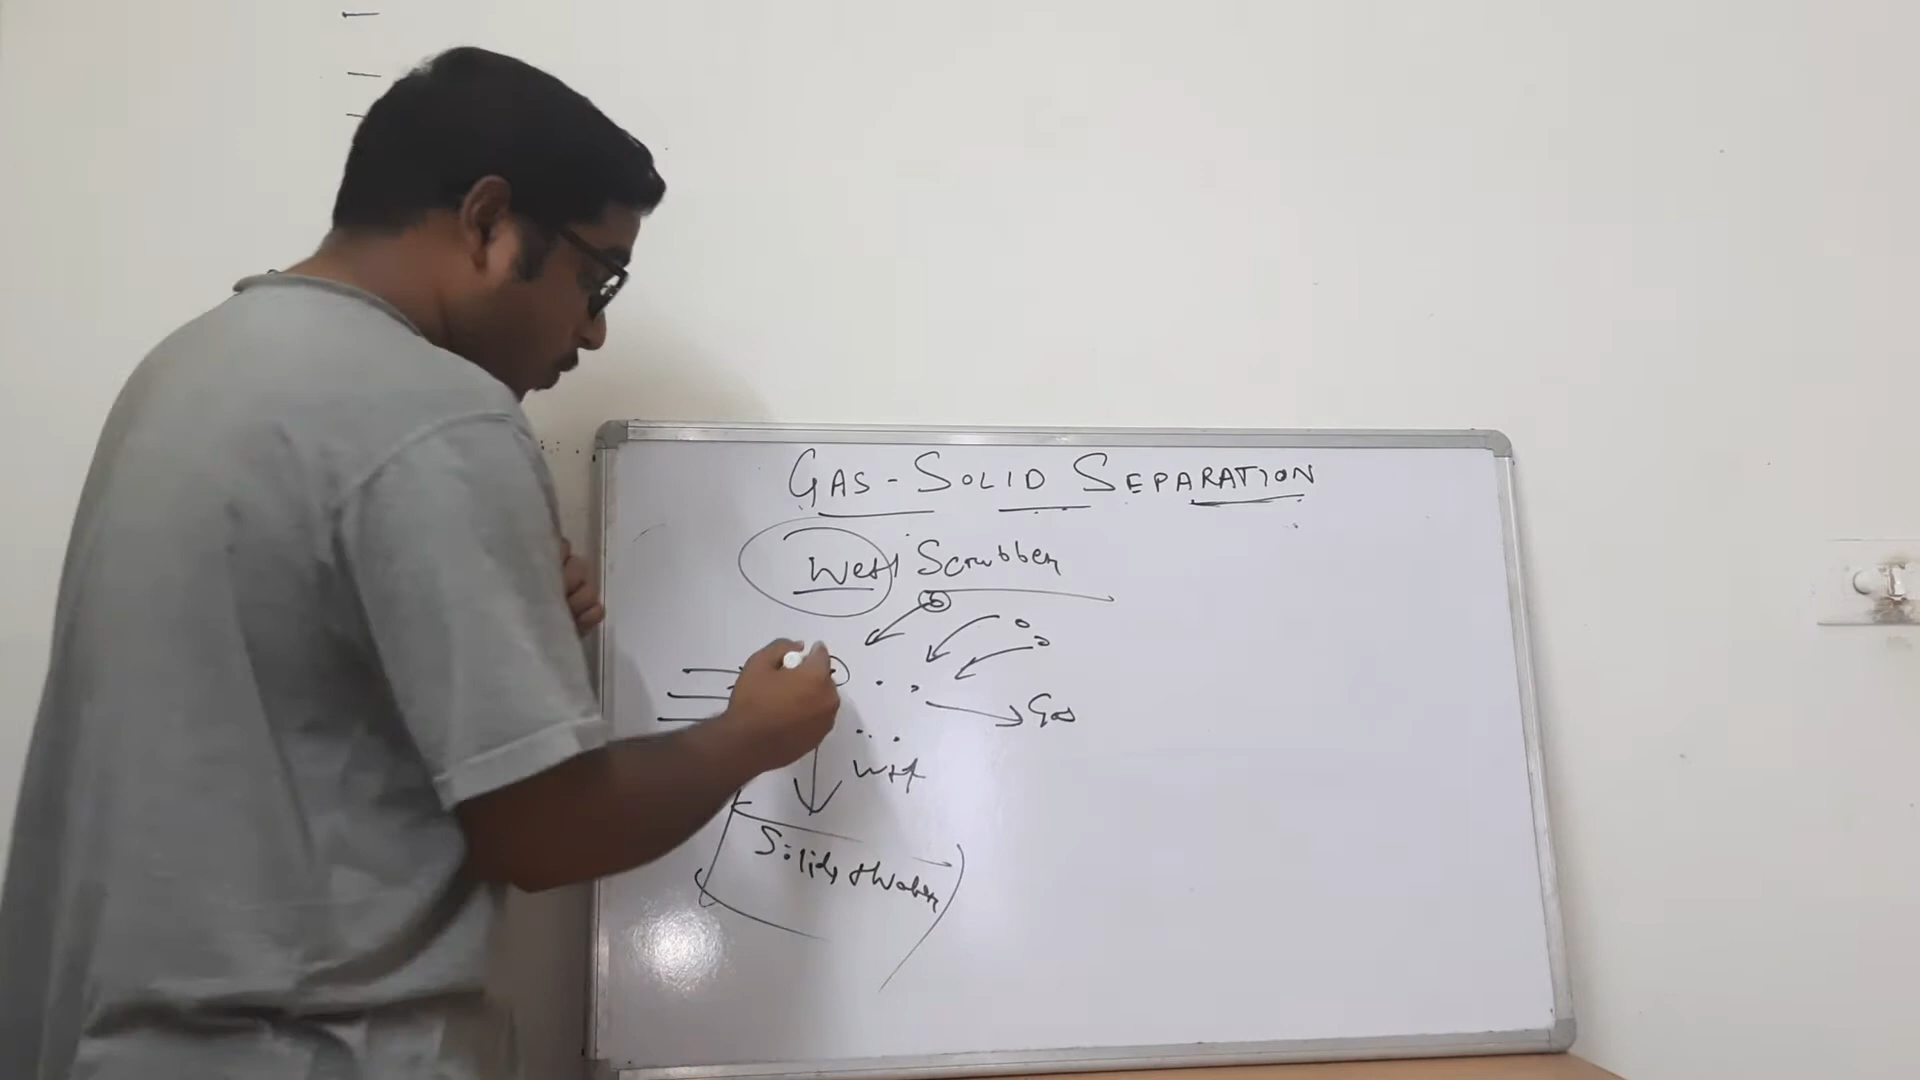 GAS-SOLID SEPARATION
Wet Scrubber
Gas
Wet
Solids + Water